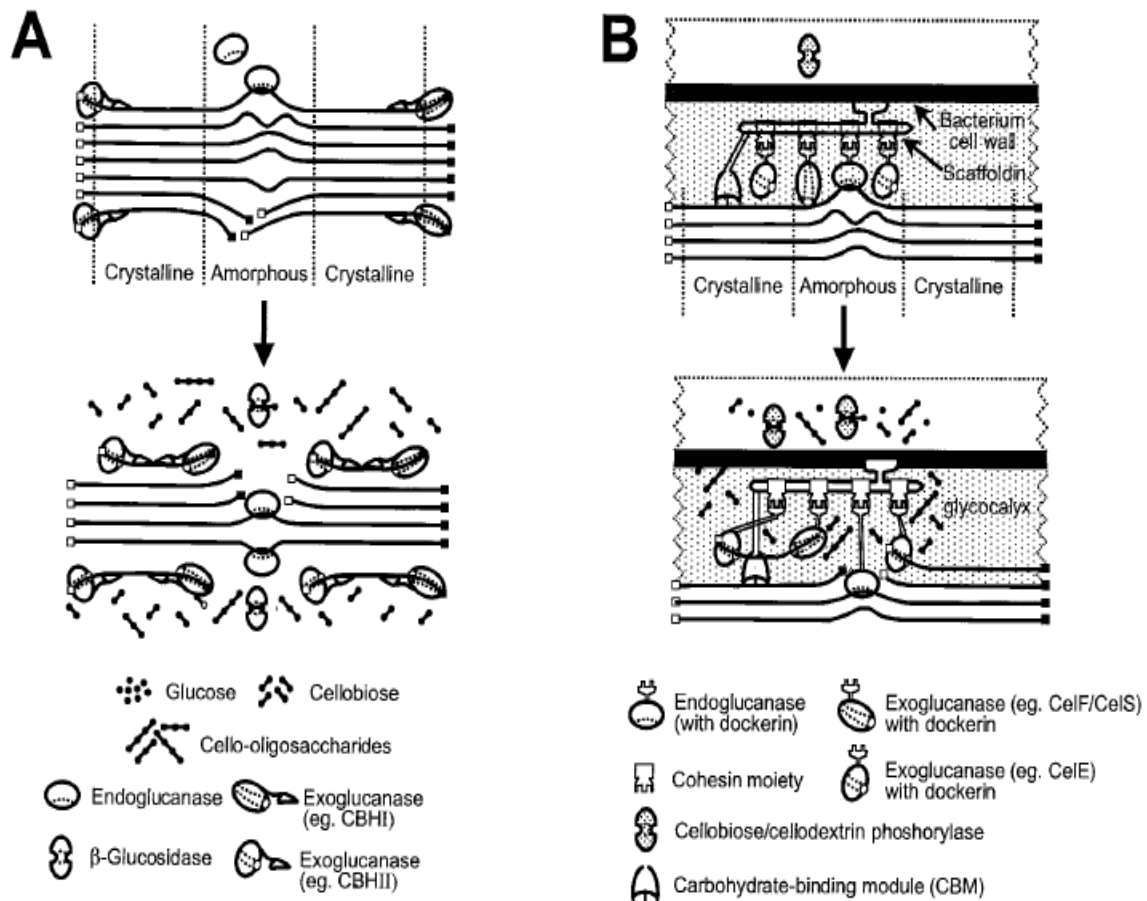 A
Crystalline Amorphous Crystalline
Glucose Cellobiose
Cello-oligosaccharides
Endoglucanase Exoglucanase
(eg. CBHI)
β-Glucosidase Exoglucanase
(eg. CBHII)
B
Bacterium
cell wall
Scaffoldin
Crystalline Amorphous Crystalline
glycocalyx
Endoglucanase
(with dockerin)
Exoglucanase (eg. CelF/CelS)
with dockerin
Cohesin moiety
Exoglucanase (eg. CelE)
with dockerin
Cellobiose/cellodextrin phoshorylase
Carbohydrate-binding module (CBM)